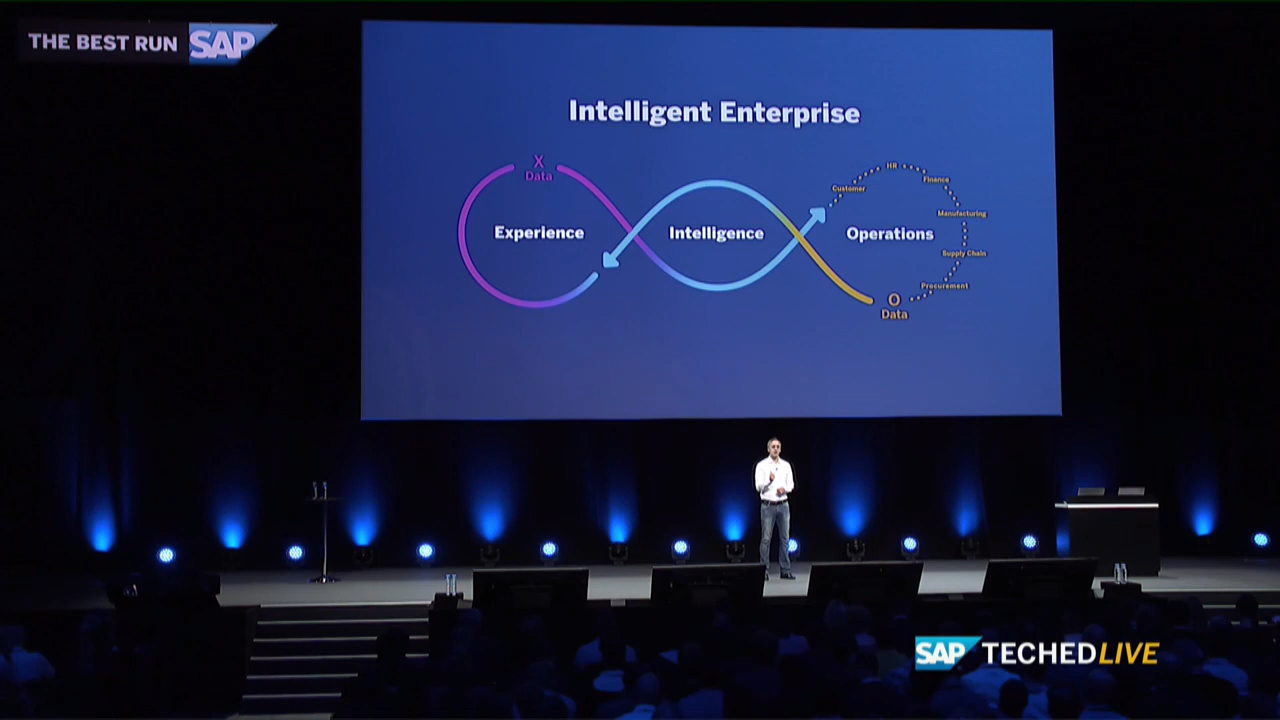 THE BEST RUN SAP
Intelligent Enterprise
X
Data
HR
Finance
Customer
Manufacturing
Experience
Intelligence
Operations
Supply Chain
Procurement
O
Data
SAP TECHED LIVE